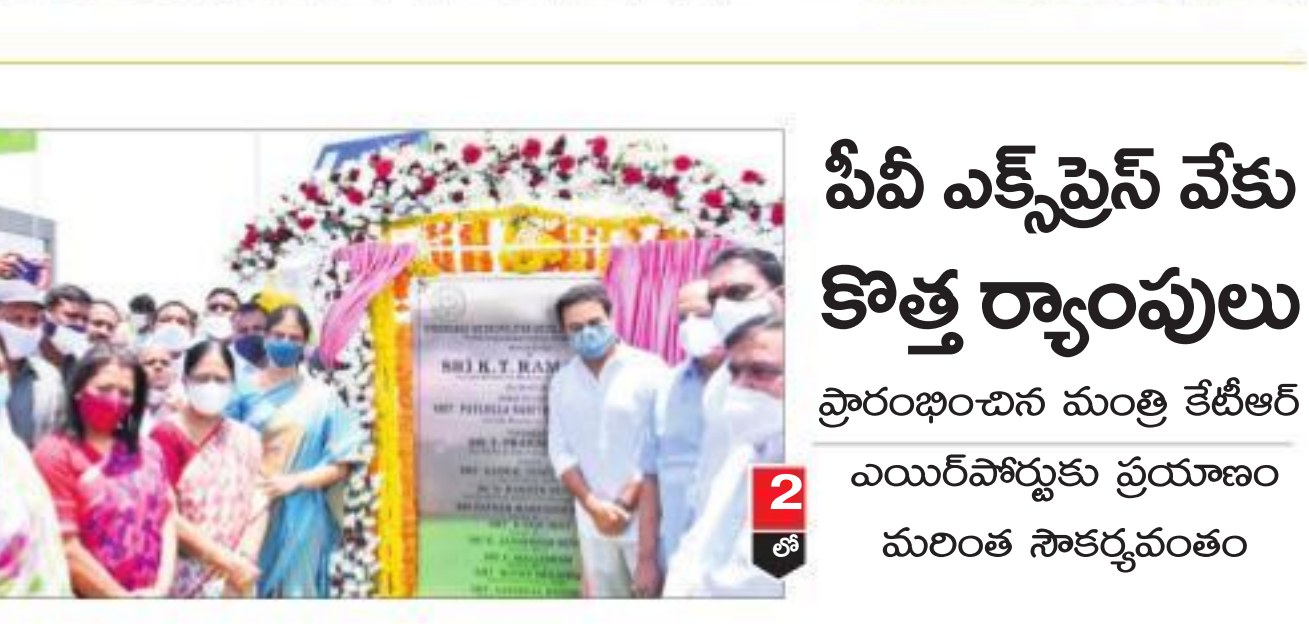 పీవీ ఎక్స్‌ప్రెస్ వేకు
కొత్త ర్యాంపులు
ప్రారంభించిన మంత్రి కేటీఆర్
ఎయిర్‌పోర్టుకు ప్రయాణం
మరింత సౌకర్యవంతం
2
లో
SRI K.T. RAM